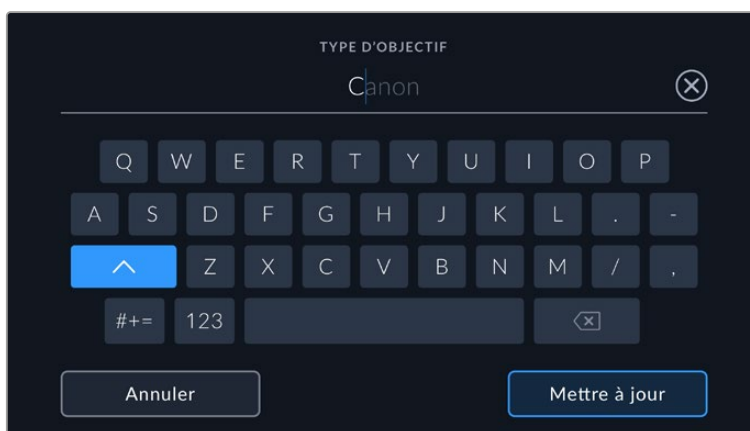 TYPE D'OBJECTIF
Canon
Q W E R T Y U I O P
A S D F G H J K L . -
Z X C V B N M / ,
#+= 123
Annuler Mettre à jour